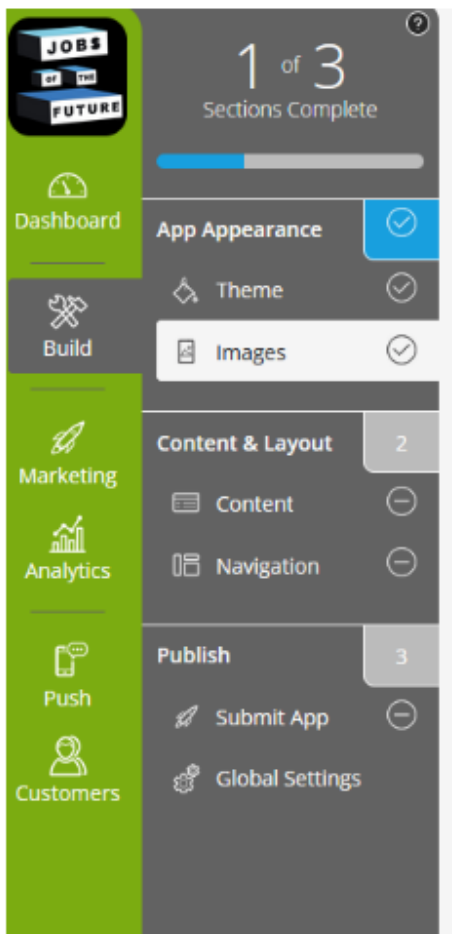 JOBS
OF THE
FUTURE
Dashboard
Build
Marketing
Analytics
Push
Customers
?
1 of 3
Sections Complete
App Appearance
Theme
Images
Content & Layout 2
Content
Navigation
Publish 3
Submit App
Global Settings